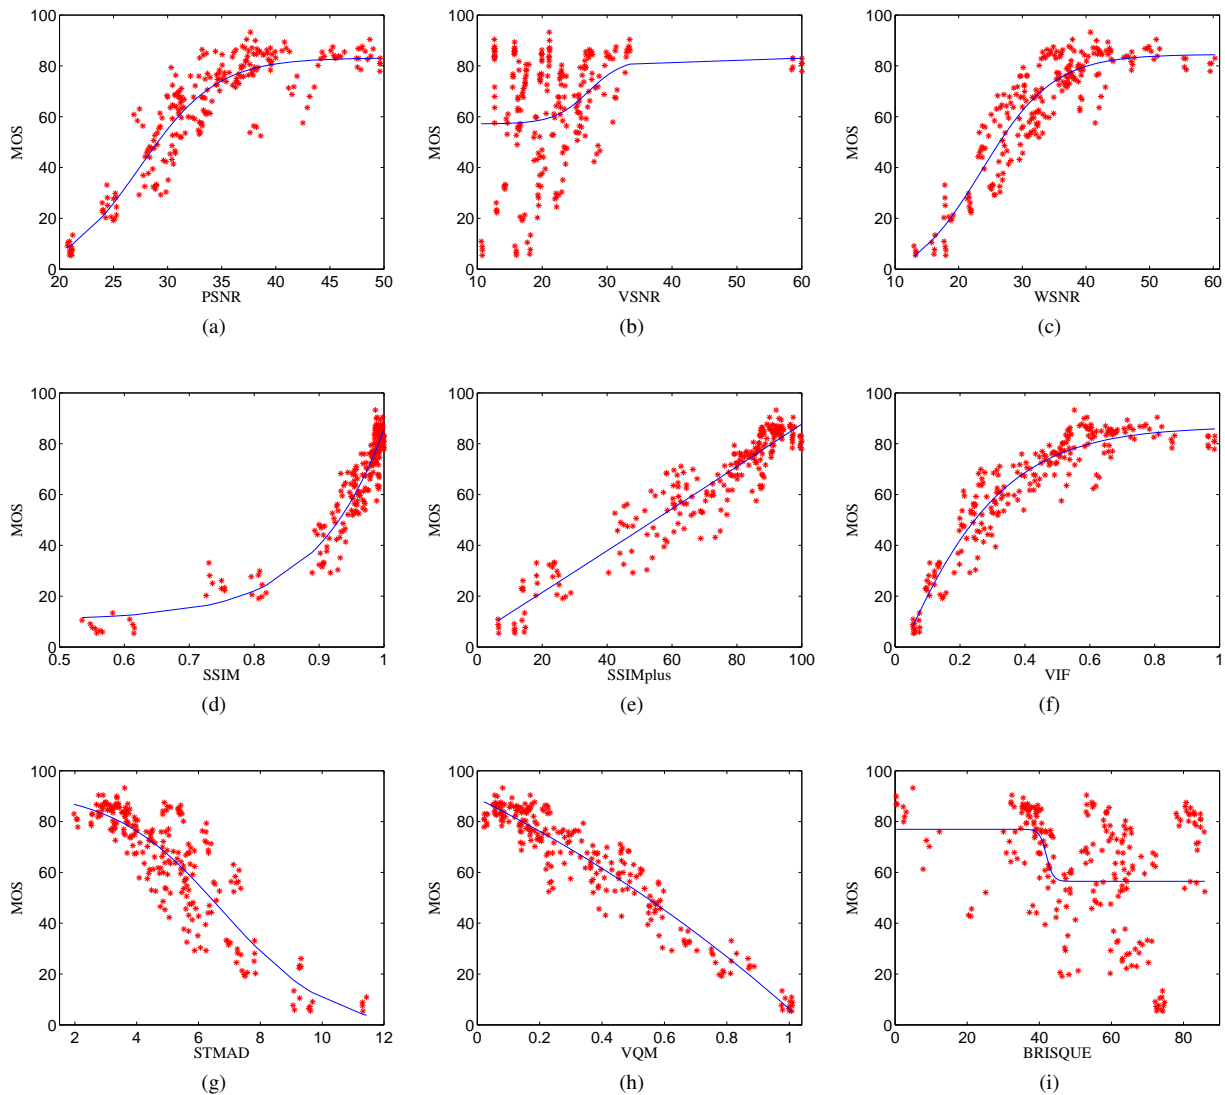 100
80
60
40
20
0
MOS
20 25 30 35 40 45 50
PSNR
(a)
100
80
60
40
20
0
MOS
10 20 30 40 50 60
VSNR
(b)
100
80
60
40
20
0
MOS
10 20 30 40 50 60
WSNR
(c)
100
80
60
40
20
0
MOS
0.5 0.6 0.7 0.8 0.9 1
SSIM
(d)
100
80
60
40
20
0
MOS
0 20 40 60 80 100
SSIMplus
(e)
100
80
60
40
20
0
MOS
0 0.2 0.4 0.6 0.8 1
VIF
(f)
100
80
60
40
20
0
MOS
2 4 6 8 10 12
STMAD
(g)
100
80
60
40
20
0
MOS
0 0.2 0.4 0.6 0.8 1
VQM
(h)
100
80
60
40
20
0
MOS
0 20 40 60 80
BRISQUE
(i)